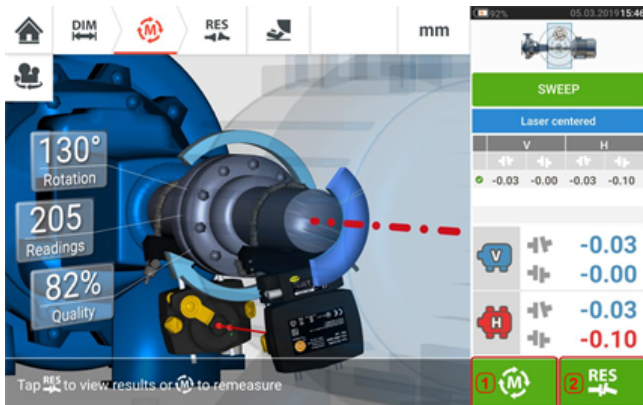 DIM
M
RES
mm
92%
05.03.2019 15:46
SWEEP
Laser centered
V H
-0.03 -0.00 -0.03 -0.10
130°
Rotation
205
Readings
82%
Quality
V
-0.03
-0.00
H
-0.03
-0.10
Tap RES to view results or M to remeasure
1 M
2 RES